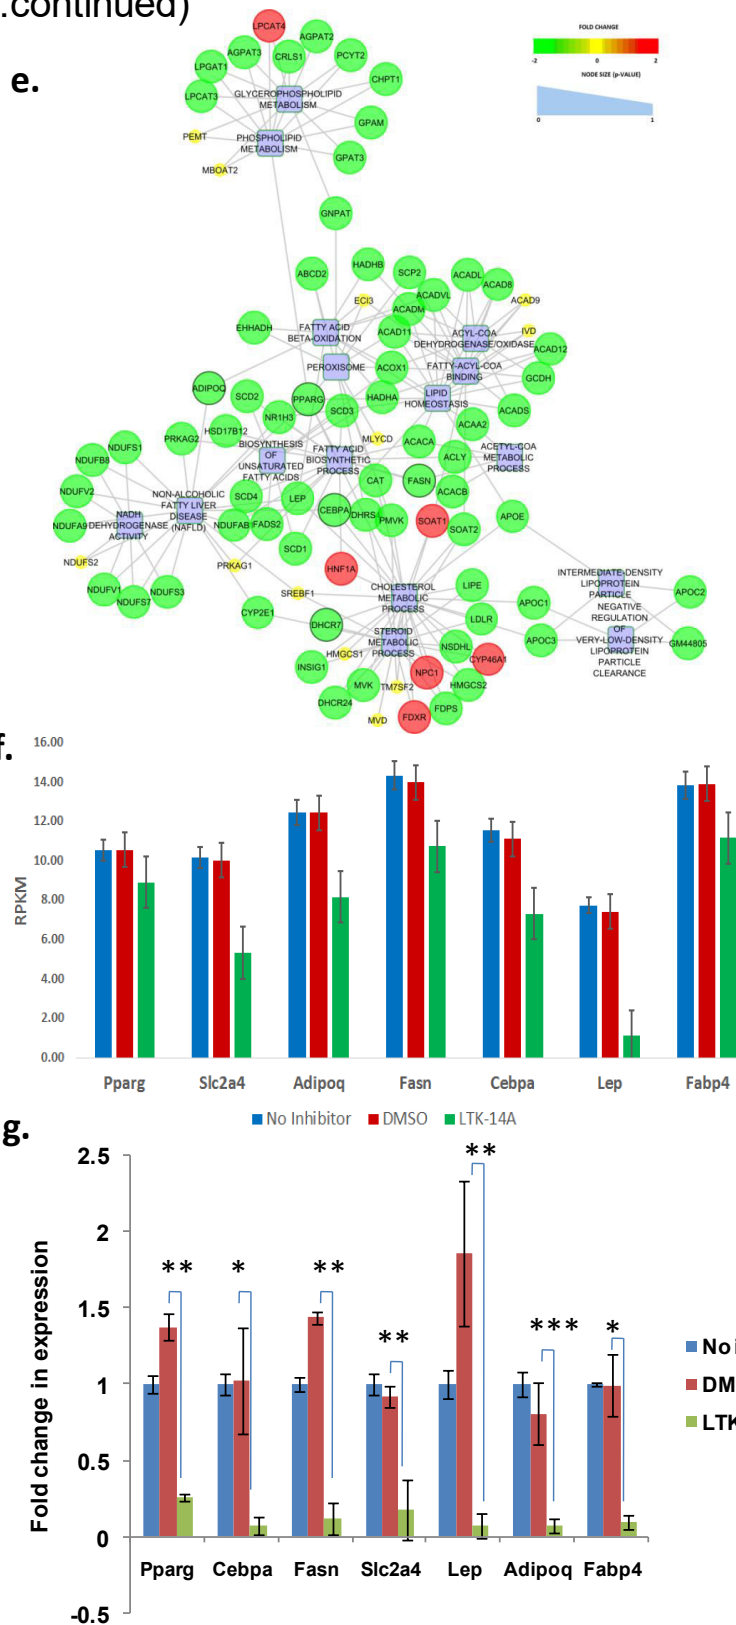 .continued)
e.
FOLD CHANGE
-2
0
2
NODE SIZE (p-VALUE)
0
1
LPCAT4
AGPAT2
AGPAT3
CRLS1
PCYT2
LPGAT1
CHPT1
LPCAT3
GLYCEROPHOSPHOLIPID
METABOLISM
GPAM
PEMT
PHOSPHOLIPID
METABOLISM
GPAT3
MBOAT2
GNPAT
ABCD2
HADHB
SCP2
ACADL
ACAD8
ECI3
ACADVL
ACAD9
ACADM
EHHADH
FATTY ACID
BETA-OXIDATION
ACAD11
ACYL-COA
DEHYDROGENASE/OXIDASE
IVD
ACAD12
PEROXISOME
ACOX1
FATTY-ACYL-COA
BINDING
GCDH
ADIPOQ
SCD2
PPARG
HADHA
LIPID
HOMEOSTASIS
NR1H3
SCD3
ACADS
HSD17B12
ACAA2
PRKAG2
MLYCD
ACACA
BIOSYNTHESIS
OF
UNSATURATED
FATTY ACIDS
FATTY ACID
BIOSYNTHETIC
PROCESS
ACLY
ACETYL-COA
METABOLIC
PROCESS
NDUFS1
NDUFB8
NDUFV2
NON-ALCOHOLIC
FATTY LIVER
DISEASE
(NAFLD)
SCD4
LEP
CAT
FASN
ACACB
NDUFA9
NADH
DEHYDROGENASE
ACTIVITY
NDUFAB
FADS2
CEBPA
DHRS
PMVK
SOAT1
SOAT2
APOE
NDUFS2
PRKAG1
SCD1
HNF1A
NDUFV1
NDUFS7
NDUFS3
SREBF1
CHOLESTEROL
METABOLIC
PROCESS
LIPE
INTERMEDIATE-DENSITY
LIPOPROTEIN
PARTICLE
APOC2
CYP2E1
APOC1
DHCR7
LDLR
NEGATIVE
REGULATION
OF
VERY-LOW-DENSITY
LIPOPROTEIN
PARTICLE
CLEARANCE
STEROID
METABOLIC
PROCESS
NSDHL
APOC3
GM44805
HMGCS1
INSIG1
CYP46A1
NPC1
MVK
TM7SF2
HMGCS2
DHCR24
MVD
FDXR
FDPS
f.
16.00
14.00
12.00
10.00
8.00
6.00
4.00
2.00
0.00
RPKM
Pparg Slc2a4 Adipoq Fasn Cebpa Lep Fabp4
No Inhibitor DMSO LTK-14A
g.
2.5
2
1.5
1
0.5
0
-0.5
Fold change in expression
** * ** ** ** *** *
Pparg Cebpa Fasn Slc2a4 Lep Adipoq Fabp4
No i
DM
LTK